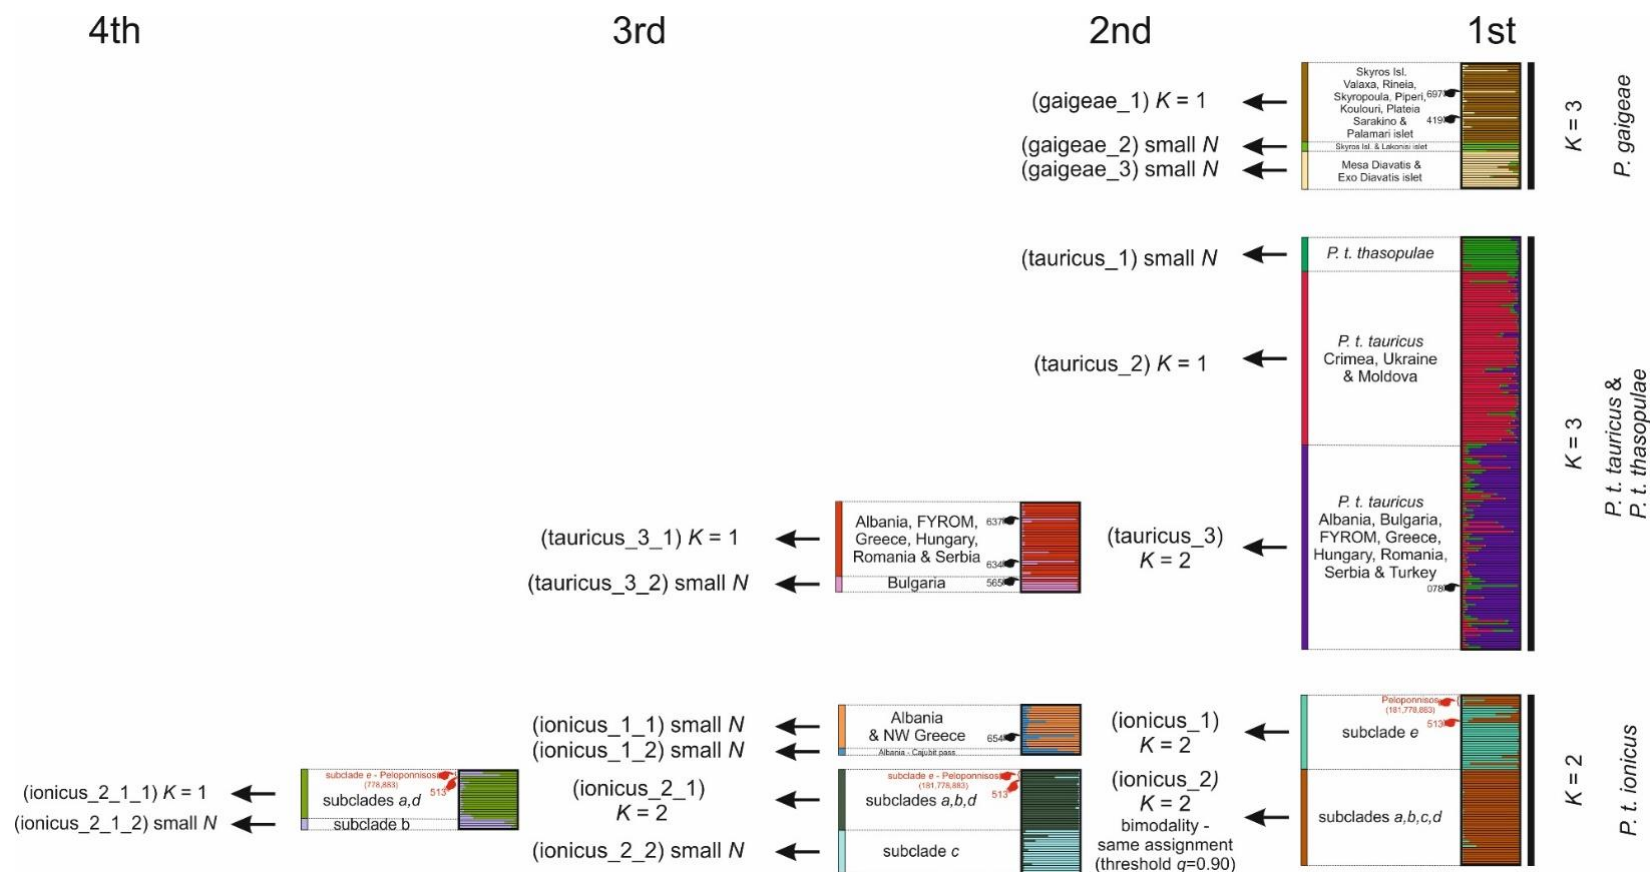 4th
3rd
2nd
1st
(gaigeae_1) K = 1
(gaigeae_2) small N
(gaigeae_3) small N
Skyros Isl.
Valaxa, Rineia,
Skyropoula, Piperi,
Koulouri, Plateia
Sarakino &
Palamari islet
697
419
Skyros Isl. & Lakonisi islet
Mesa Diavatis &
Exo Diavatis islet
K = 3
P. gaigeae
(tauricus_1) small N
P. t. thasopulae
(tauricus_2) K = 1
P. t. tauricus
Crimea, Ukraine
& Moldova
K = 3
P. t. tauricus &
P. t. thasopulae
(tauricus_3_1) K = 1
(tauricus_3_2) small N
Albania, FYROM,
Greece, Hungary,
Romania & Serbia
Bulgaria
637
634
565
(tauricus_3)
K = 2
P. t. tauricus
Albania, Bulgaria,
FYROM, Greece,
Hungary, Romania,
Serbia & Turkey
078
(ionicus_1_1) small N
(ionicus_1_2) small N
Albania
& NW Greece
654
Albania - Cajubit pass
(ionicus_1)
K = 2
Peloponnisos
(181,778,883)
513
subclade e
K = 2
P. t. ionicus
(ionicus_2_1_1) K = 1
(ionicus_2_1_2) small N
subclade e - Peloponnisos
(778,883)
513
subclades a,d
subclade b
(ionicus_2_1)
K = 2
(ionicus_2_2) small N
subclade e - Peloponnisos
(181,778,883)
513
subclades a,b,d
subclade c
(ionicus_2)
K = 2
bimodality -
same assignment
(threshold q=0.90)
subclades a,b,c,d